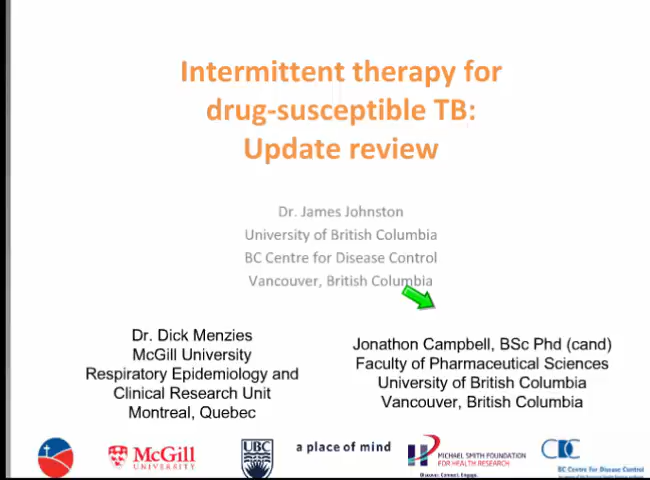 Intermittent therapy for
drug-susceptible TB:
Update review
Dr. James Johnston
University of British Columbia
BC Centre for Disease Control
Vancouver, British Columbia
Dr. Dick Menzies
McGill University
Respiratory Epidemiology and
Clinical Research Unit
Montreal, Quebec
Jonathon Campbell, BSc Phd (cand)
Faculty of Pharmaceutical Sciences
University of British Columbia
Vancouver, British Columbia
McGill
UNIVERSITY
UBC
a place of mind
MICHAEL SMITH FOUNDATION
FOR HEALTH RESEARCH
Discover. Connect. Engage.
BC Centre for Disease Control